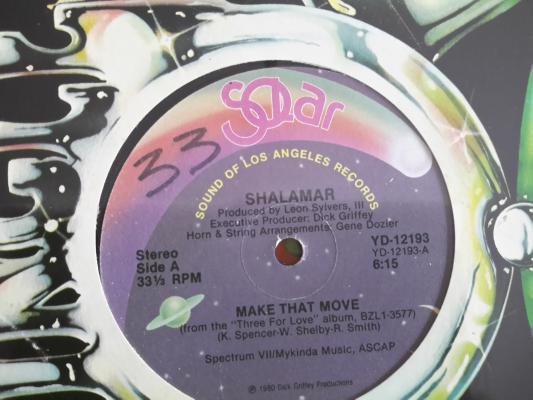 Solar
33
SOUND OF LOS ANGELES RECORDS
SHALAMAR
Produced by Leon Sylvers, III
Executive Producer: Dick Griffey
Horn & String Arrangements: Gene Dozier
Stereo
Side A
33⅓ RPM
YD-12193
YD-12193-A
6:15
MAKE THAT MOVE
(from the "Three For Love" album, BZL1-3577)
(K. Spencer-W. Shelby-R. Smith)
Spectrum VII/Mykinda Music, ASCAP
℗ 1980 Dick Griffey Productions